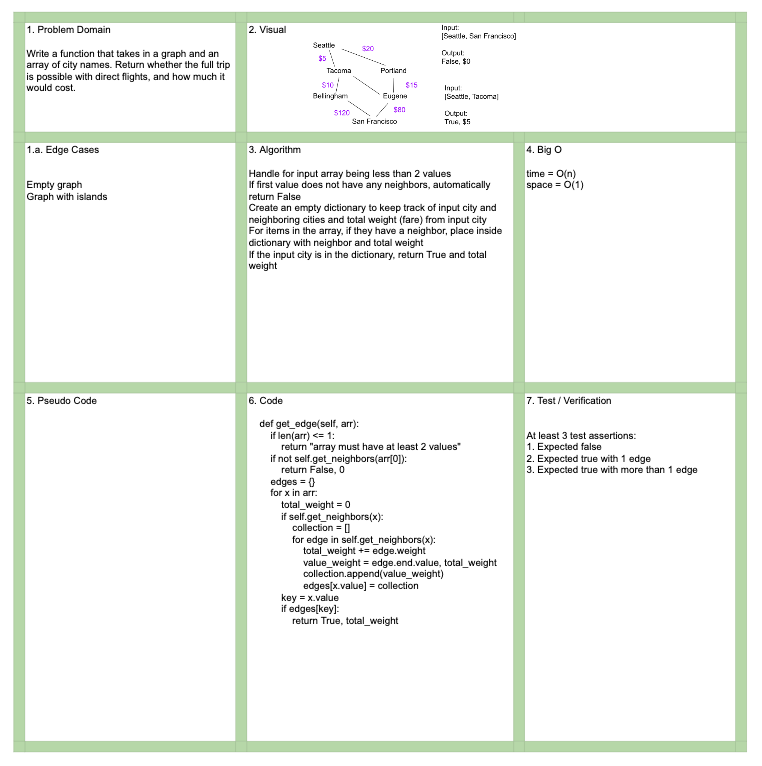 1. Problem Domain
Write a function that takes in a graph and an
array of city names. Return whether the full trip
is possible with direct flights, and how much it
would cost.
2. Visual
Seattle
$20
$5
Tacoma
Portland
$10
$15
Bellingham
Eugene
$120
$80
San Francisco
Input:
[Seattle, San Francisco]
Output:
False, $0
Input:
[Seattle, Tacoma]
Output:
True, $5
1.a. Edge Cases
Empty graph
Graph with islands
3. Algorithm
Handle for input array being less than 2 values
If first value does not have any neighbors, automatically
return False
Create an empty dictionary to keep track of input city and
neighboring cities and total weight (fare) from input city
For items in the array, if they have a neighbor, place inside
dictionary with neighbor and total weight
If the input city is in the dictionary, return True and total
weight
4. Big O
time = O(n)
space = O(1)
5. Pseudo Code
6. Code
def get_edge(self, arr):
if len(arr) <= 1:
return "array must have at least 2 values"
if not self.get_neighbors(arr[0]):
return False, 0
edges = {}
for x in arr:
total_weight = 0
if self.get_neighbors(x):
collection = []
for edge in self.get_neighbors(x):
total_weight += edge.weight
value_weight = edge.end.value, total_weight
collection.append(value_weight)
edges[x.value] = collection
key = x.value
if edges[key]:
return True, total_weight
7. Test / Verification
At least 3 test assertions:
1. Expected false
2. Expected true with 1 edge
3. Expected true with more than 1 edge